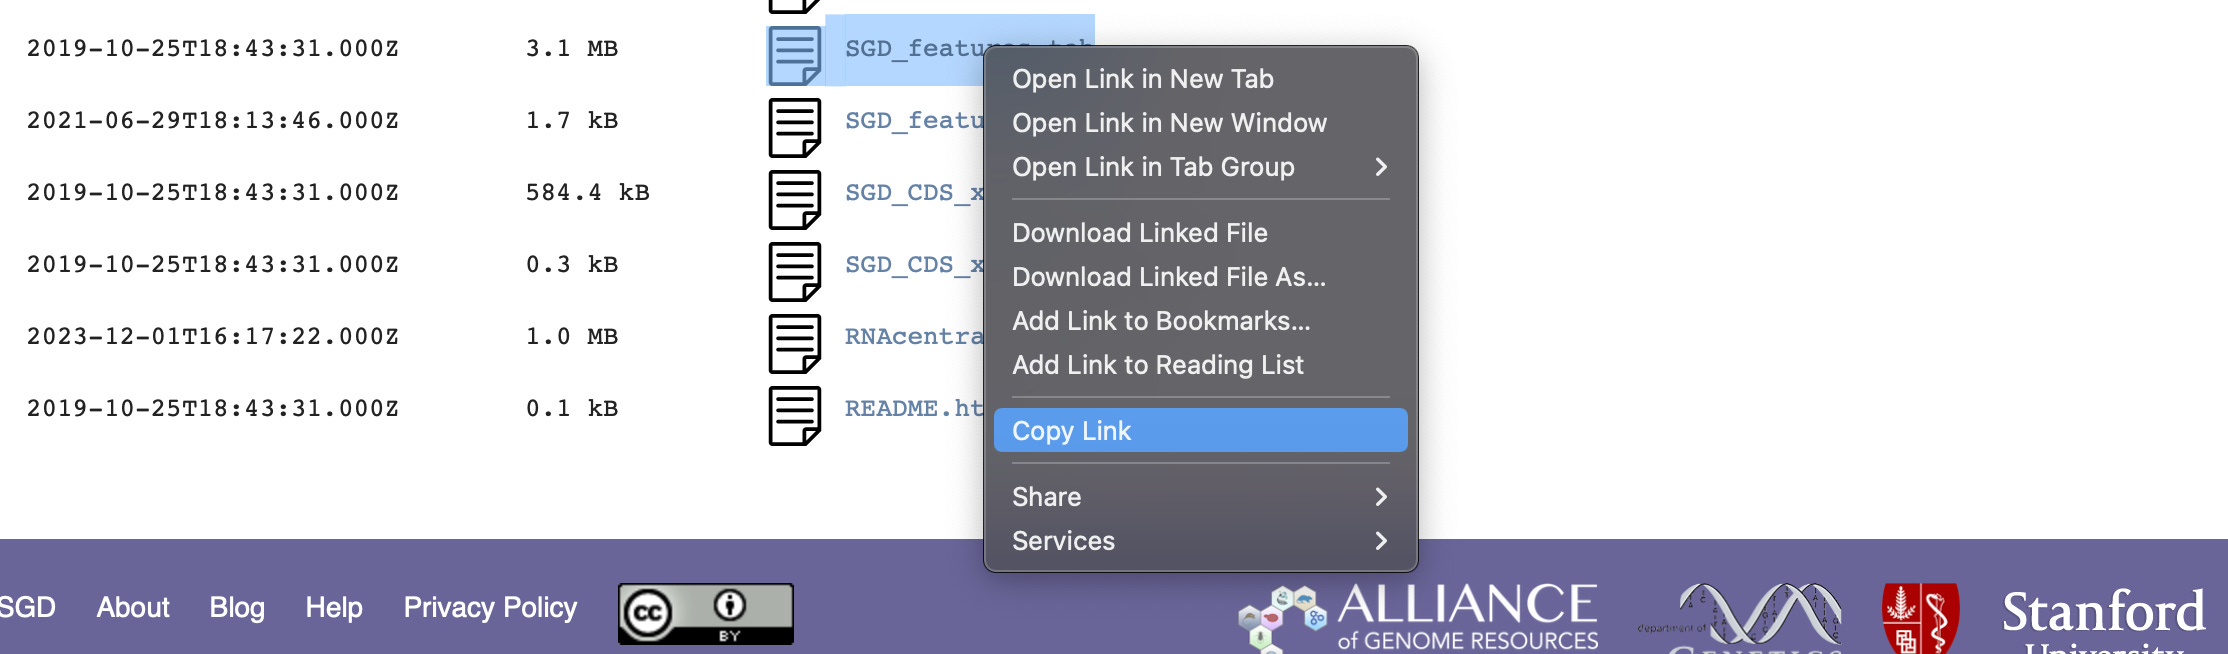 2019-10-25T18:43:31.000Z 3.1 MB SGD_features.tab
2021-06-29T18:13:46.000Z 1.7 kB SGD_featu
2019-10-25T18:43:31.000Z 584.4 kB SGD_CDS_x
2019-10-25T18:43:31.000Z 0.3 kB SGD_CDS_x
2023-12-01T16:17:22.000Z 1.0 MB RNAcentra
2019-10-25T18:43:31.000Z 0.1 kB README.ht
Open Link in New Tab
Open Link in New Window
Open Link in Tab Group
Download Linked File
Download Linked File As...
Add Link to Bookmarks...
Add Link to Reading List
Copy Link
Share
Services
SGD About Blog Help Privacy Policy
cc
BY
ALLIANCE
of GENOME RESOURCES
department of
GENETICS
Stanford
University